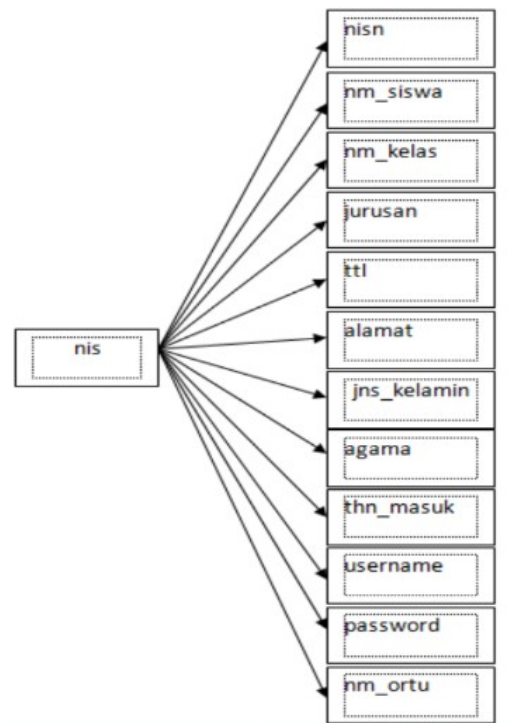 nisn
nm_siswa
nm_kelas
jurusan
ttl
nis
alamat
jns_kelamin
agama
thn_masuk
username
password
nm_ortu